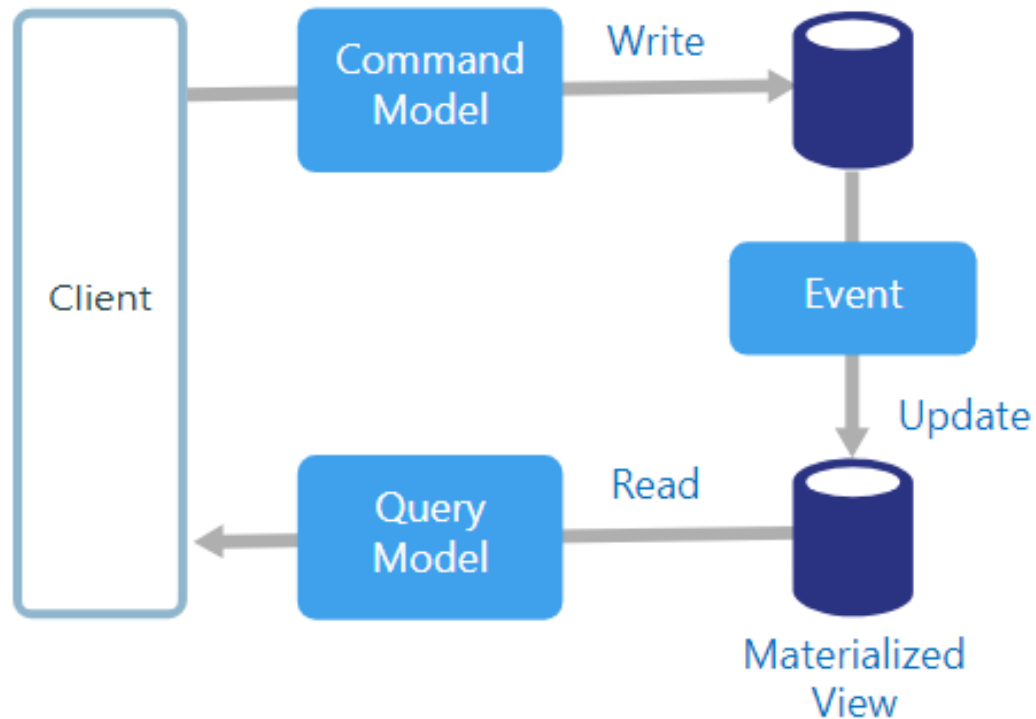 Command
Model
Write
Client
Event
Update
Query
Model
Read
Materialized
View